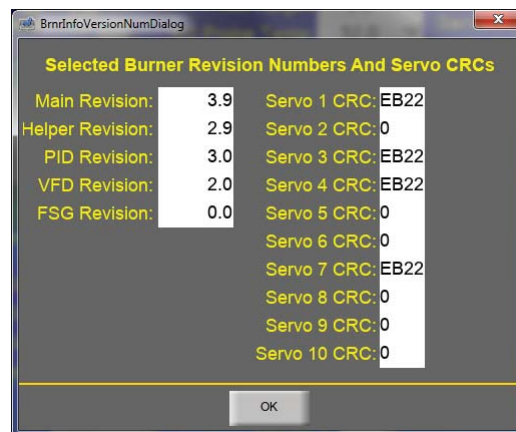 BrnrInfoVersionNumDialog
X
Selected Burner Revision Numbers And Servo CRCs
Main Revision: 3.9 Servo 1 CRC: EB22
Helper Revision: 2.9 Servo 2 CRC: 0
PID Revision: 3.0 Servo 3 CRC: EB22
VFD Revision: 2.0 Servo 4 CRC: EB22
FSG Revision: 0.0 Servo 5 CRC: 0
Servo 6 CRC: 0
Servo 7 CRC: EB22
Servo 8 CRC: 0
Servo 9 CRC: 0
Servo 10 CRC: 0
OK